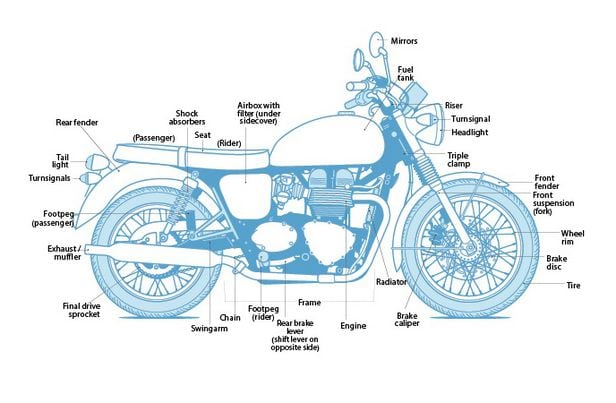 Mirrors
Fuel
tank
Riser
Turnsignal
Headlight
Triple
clamp
Front
fender
Front
suspension
(fork)
Wheel
rim
Brake
disc
Tire
Radiator
Brake
caliper
Engine
Frame
Rear brake
lever
(shift lever on
opposite side)
Footpeg
(rider)
Chain
Swingarm
Final drive
sprocket
Exhaust /
muffler
Footpeg
(passenger)
Turnsignals
Tail
light
Rear fender
Shock
absorbers
(Passenger)
Seat
(Rider)
Airbox with
filter (under
sidecover)